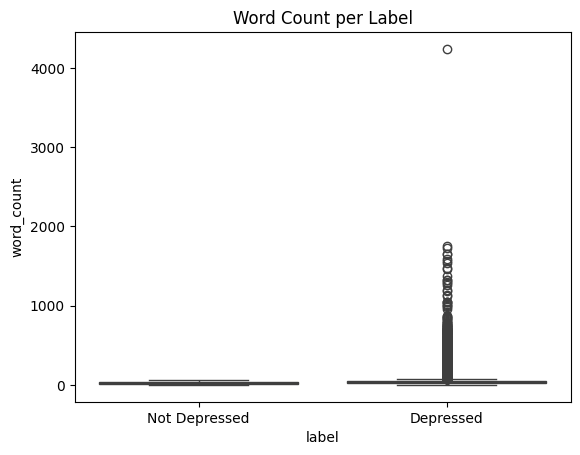 Word Count per Label
4000
3000
2000
1000
0
word_count
Not Depressed
Depressed
label